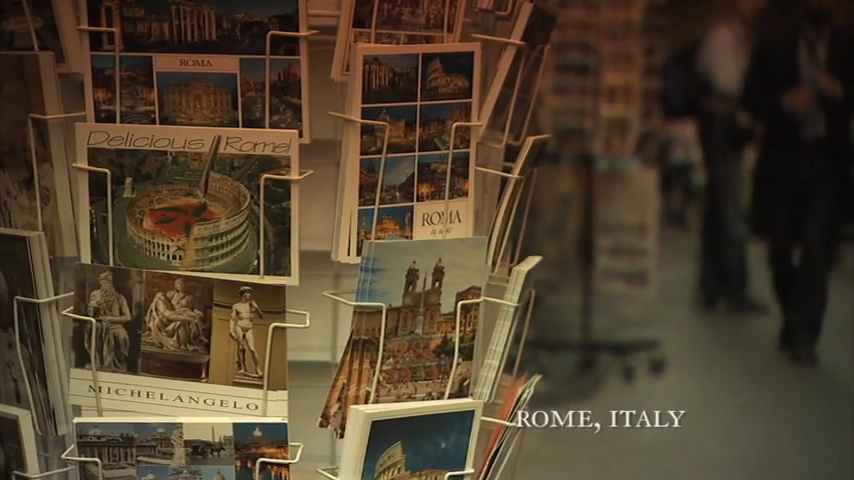 ROMA
Delicious Rome!
ROMA
MICHELANGELO
ROME, ITALY